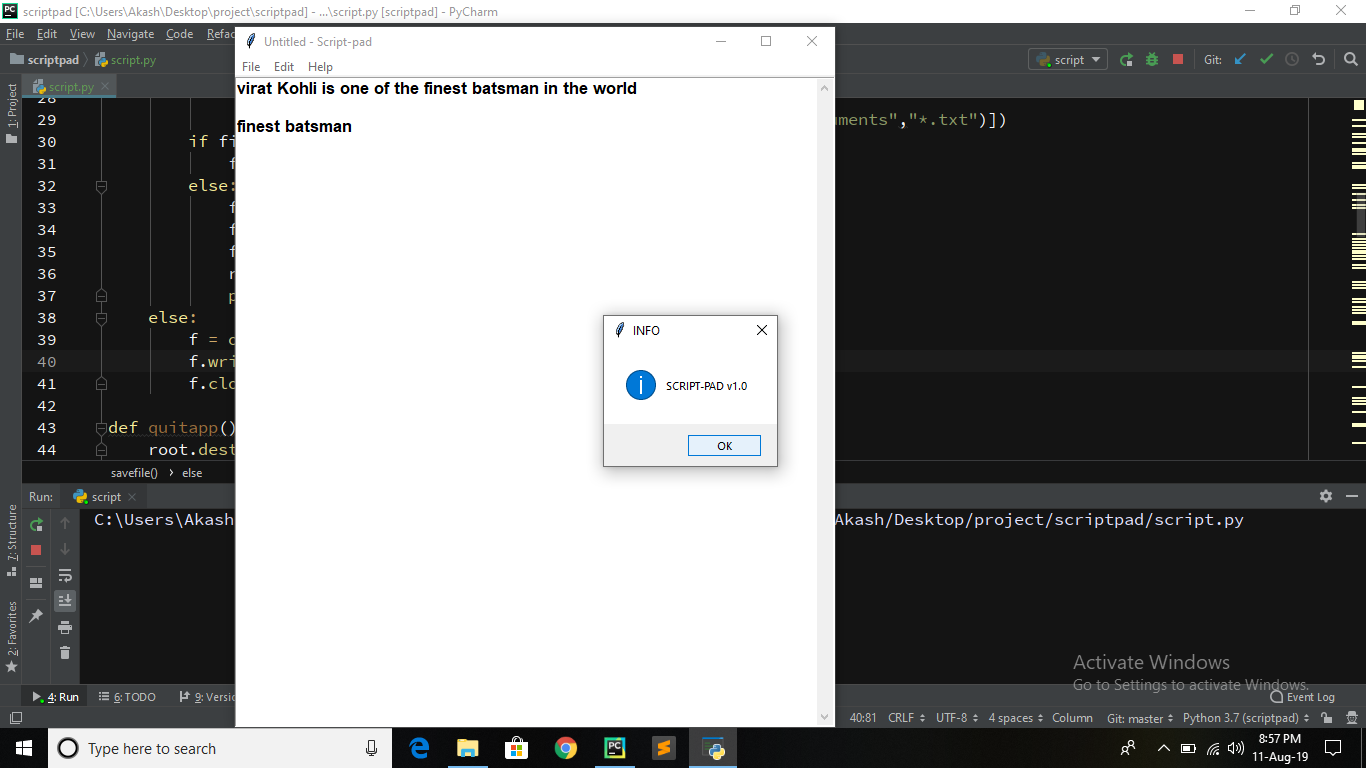 scriptpad [C:\Users\Akash\Desktop\project\scriptpad] - ...\script.py [scriptpad] - PyCharm
File Edit View Navigate Code Refac
scriptpad script.py
script Git:
script.py
Untitled - Script-pad
File Edit Help
virat Kohli is one of the finest batsman in the world
finest batsman
INFO
SCRIPT-PAD v1.0
OK
1: Project
7: Structure
2: Favorites
28
29 uments","*.txt")])
30 if fi
31 f
32 else:
33 f
34 f
35 f
36
37 p
38 else:
39 f = o
40 f.wri
41 f.clo
42
43 def quitapp()
44 root.dest
savefile() › else
Run: script
C:\Users\Akash Akash/Desktop/project/scriptpad/script.py
Activate Windows
Go to Settings to activate Windows.
4: Run 6: TODO 9: Versio Event Log
40:81 CRLF UTF-8 4 spaces Column Git: master Python 3.7 (scriptpad)
Type here to search
8:57 PM
11-Aug-19